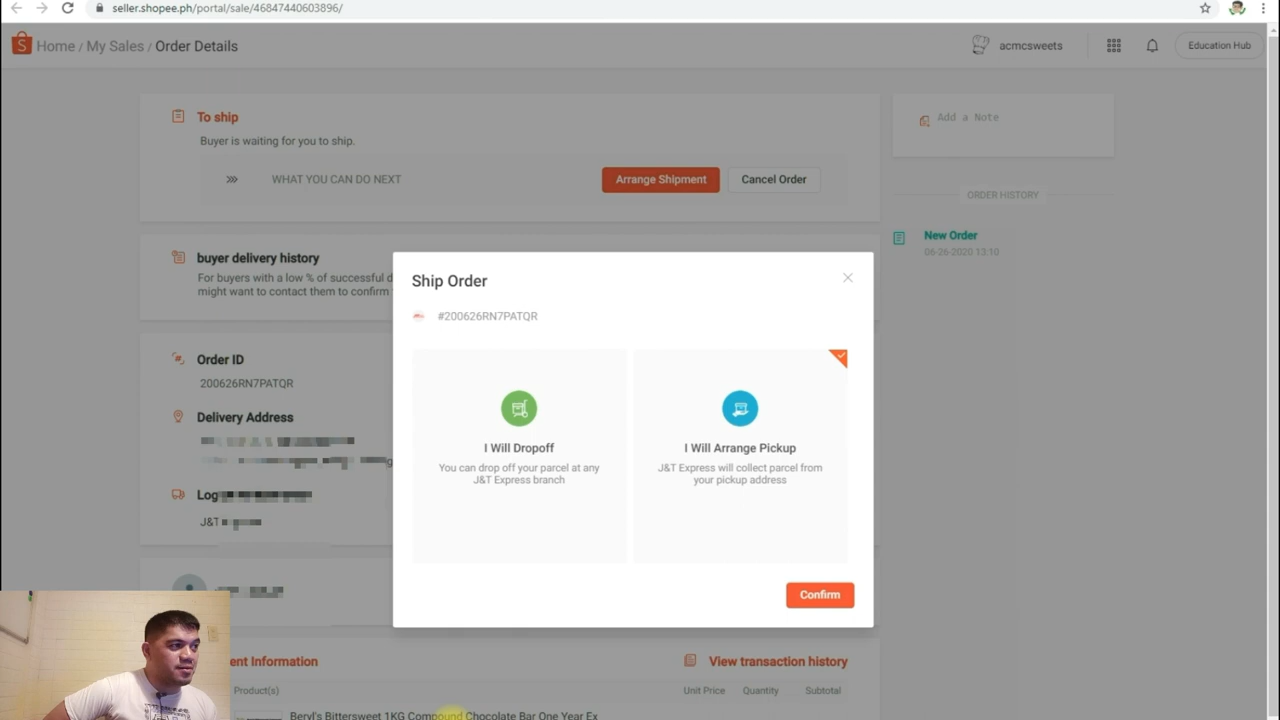 seller.shopee.ph/portal/sale/46847440603896/
Home / My Sales / Order Details
acmcsweets
Education Hub
To ship
Buyer is waiting for you to ship.
WHAT YOU CAN DO NEXT
Arrange Shipment
Cancel Order
Add a Note
ORDER HISTORY
New Order
06-26-2020 13:10
buyer delivery history
For buyers with a low % of successful d
might want to contact them to confirm
Order ID
200626RN7PATQR
Delivery Address
Log
J&T
Ship Order
#200626RN7PATQR
I Will Dropoff
You can drop off your parcel at any
J&T Express branch
I Will Arrange Pickup
J&T Express will collect parcel from
your pickup address
Confirm
ent Information
View transaction history
Product(s)
Unit Price
Quantity
Subtotal
Beryl's Bittersweet 1KG Compound Chocolate Bar One Year Ex